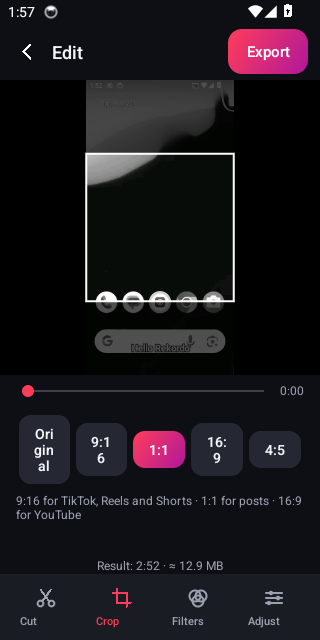 1:57
Edit
Export
Hello Rekordo
0:00
Ori
gin
al
9:1
6
1:1
16:
9
4:5
9:16 for TikTok, Reels and Shorts · 1:1 for posts · 16:9
for YouTube
Result: 2:52 · ≈ 12.9 MB
Cut
Crop
Filters
Adjust